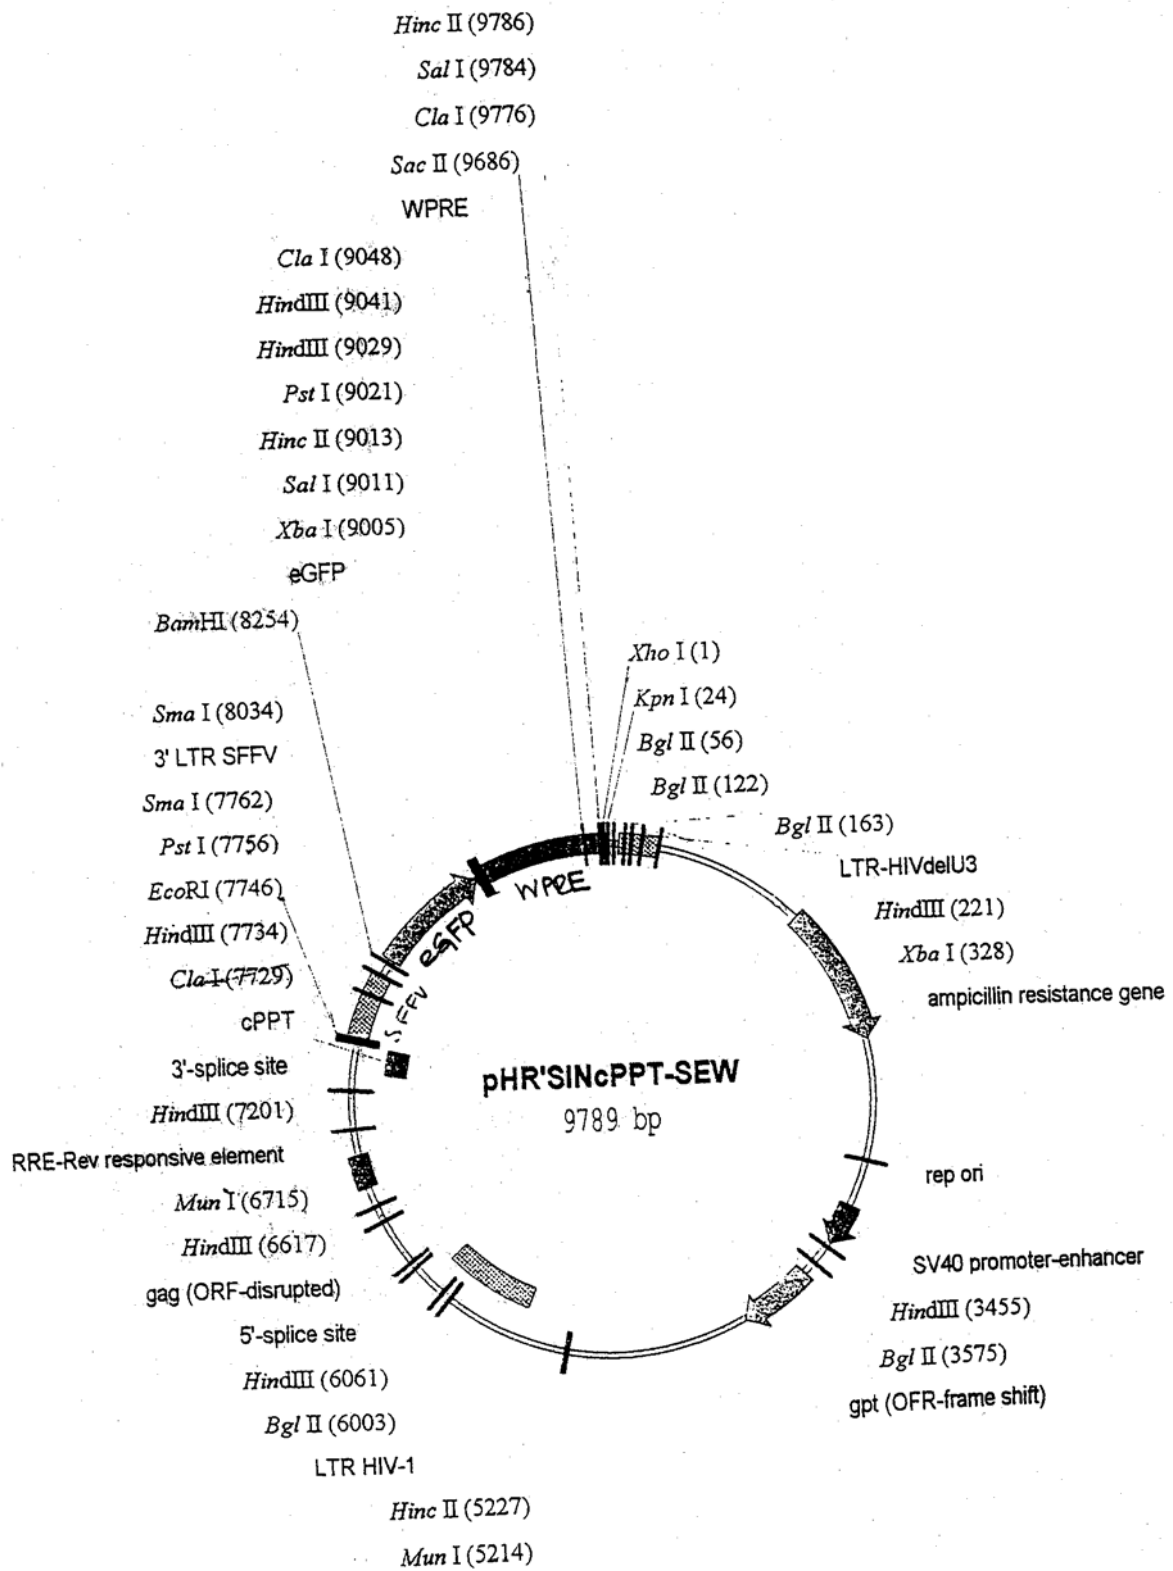 Hinc II (9786)
Sal I (9784)
Cla I (9776)
Sac II (9686)
WPRE
Cla I (9048)
HindIII (9041)
HindIII (9029)
Pst I (9021)
Hinc II (9013)
Sal I (9011)
Xba I (9005)
eGFP
BamHI (8254)
Sma I (8034)
3' LTR SFFV
Sma I (7762)
Pst I (7756)
EcoRI (7746)
HindIII (7734)
Cla I (7729)
cPPT
3'-splice site
HindIII (7201)
RRE-Rev responsive element
Mun I (6715)
HindIII (6617)
gag (ORF-disrupted)
5'-splice site
HindIII (6061)
Bgl II (6003)
LTR HIV-1
Hinc II (5227)
Mun I (5214)
Xho I (1)
Kpn I (24)
Bgl II (56)
Bgl II (122)
Bgl II (163)
LTR-HIVdelU3
HindIII (221)
Xba I (328)
ampicillin resistance gene
rep ori
SV40 promoter-enhancer
HindIII (3455)
Bgl II (3575)
gpt (OFR-frame shift)
WPRE
eGFP
SFFV
pHR'SINcPPT-SEW
9789 bp